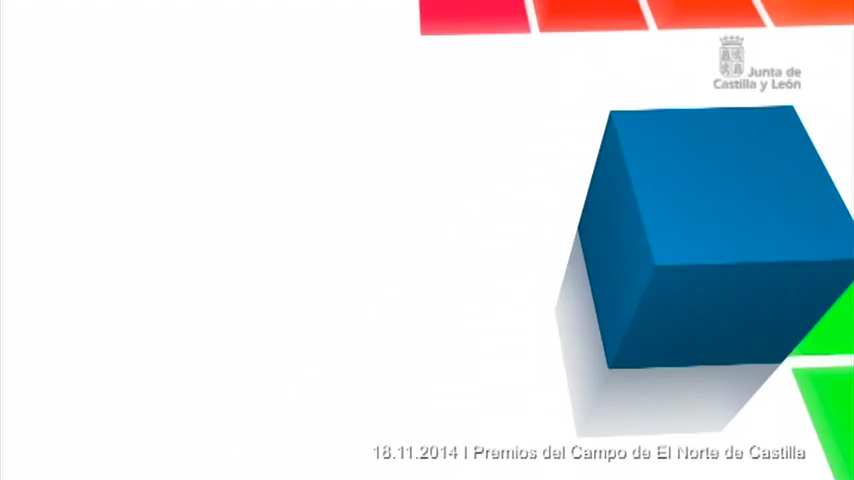 Junta de
Castilla y León
18.11.2014 | Premios del Campo de El Norte de Castilla